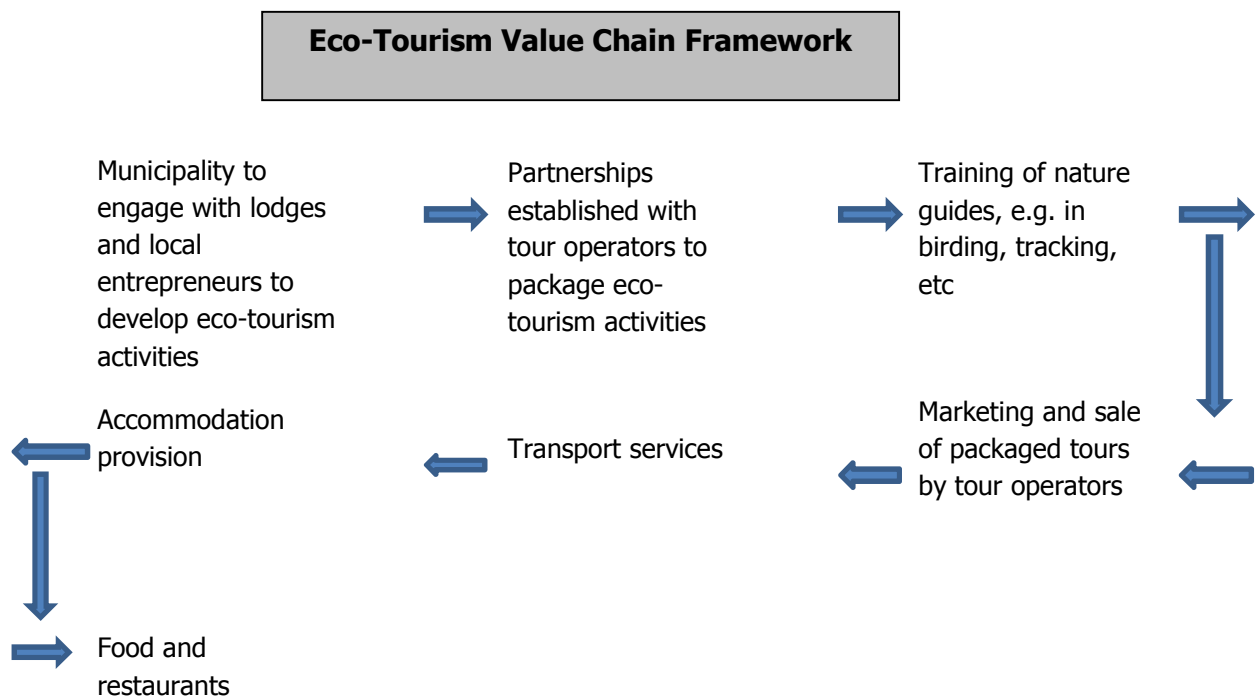 Eco-Tourism Value Chain Framework
Municipality to
engage with lodges
and local
entrepreneurs to
develop eco-tourism
activities
Partnerships
established with
tour operators to
package eco-
tourism activities
Training of nature
guides, e.g. in
birding, tracking,
etc
Marketing and sale
of packaged tours
by tour operators
Transport services
Accommodation
provision
Food and
restaurants